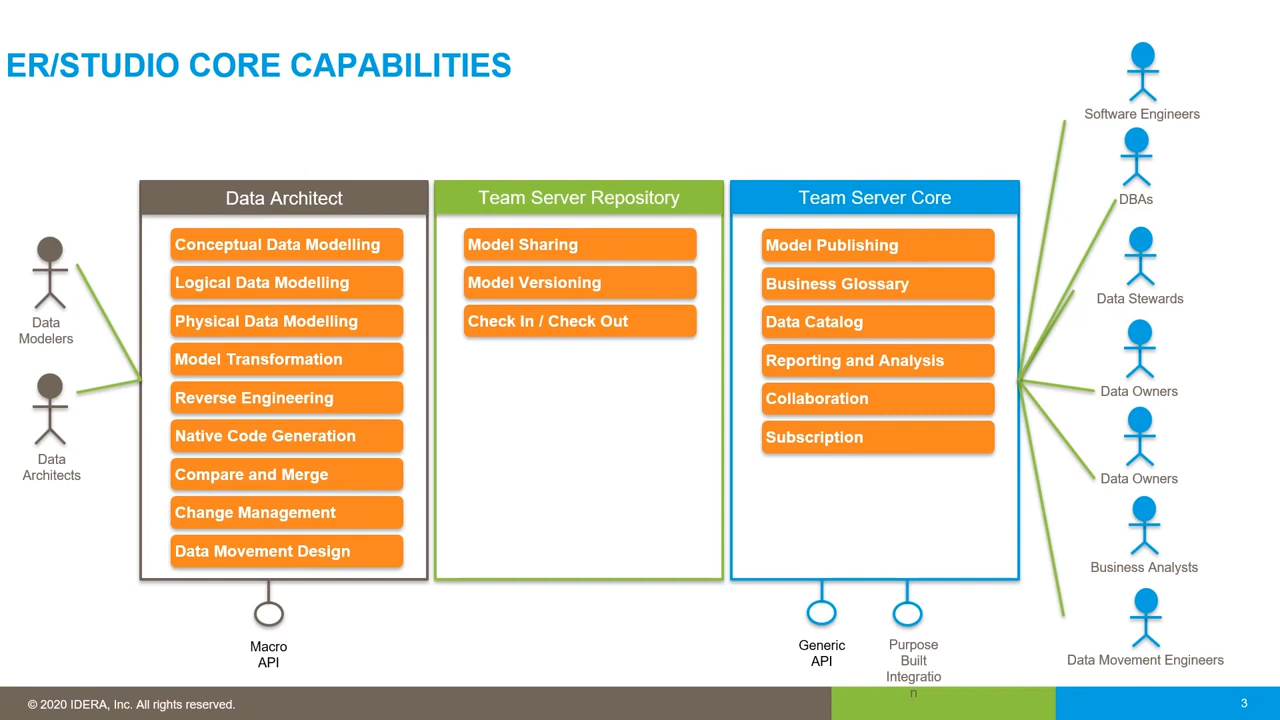 ER/STUDIO CORE CAPABILITIES
Data
Modelers
Data
Architects
Data Architect
Conceptual Data Modelling
Logical Data Modelling
Physical Data Modelling
Model Transformation
Reverse Engineering
Native Code Generation
Compare and Merge
Change Management
Data Movement Design
Macro
API
Team Server Repository
Model Sharing
Model Versioning
Check In / Check Out
Team Server Core
Model Publishing
Business Glossary
Data Catalog
Reporting and Analysis
Collaboration
Subscription
Generic
API
Purpose
Built
Integratio
n
Software Engineers
DBAs
Data Stewards
Data Owners
Data Owners
Business Analysts
Data Movement Engineers
© 2020 IDERA, Inc. All rights reserved.
3